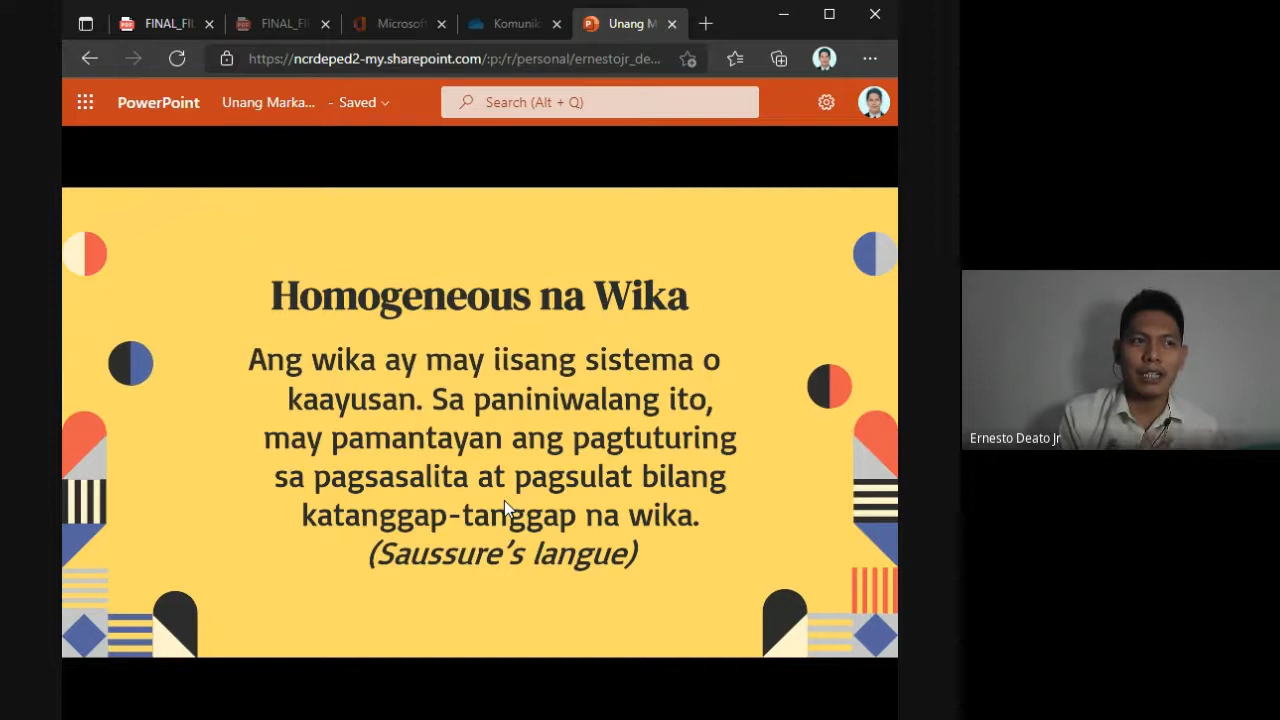 FINAL_FI
FINAL_FI
Microsof
Komunik
Unang M
https://ncrdeped2-my.sharepoint.com/:p:/r/personal/ernestojr_de...
PowerPoint
Unang Marka... - Saved
Search (Alt + Q)
Homogeneous na Wika
Ang wika ay may iisang sistema o
kaayusan. Sa paniniwalang ito,
may pamantayan ang pagtuturing
sa pagsasalita at pagsulat bilang
katanggap-tanggap na wika.
(Saussure's langue)
Ernesto Deato Jr